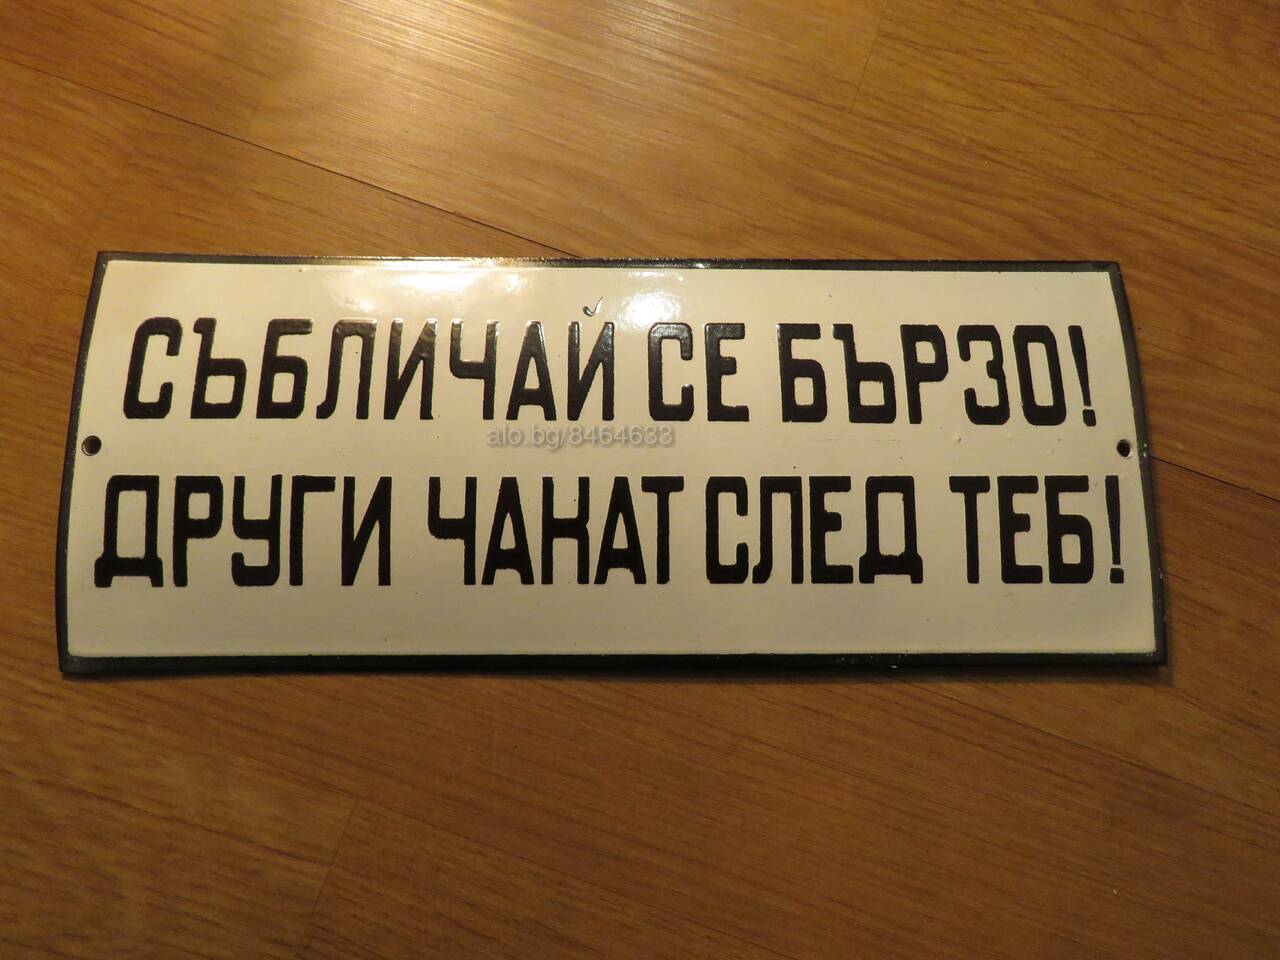 СЪБЛИЧАЙ СЕ БЪРЗО!
alo.bg/8464633
ДРУГИ ЧАКАТ СЛЕД ТЕБ!